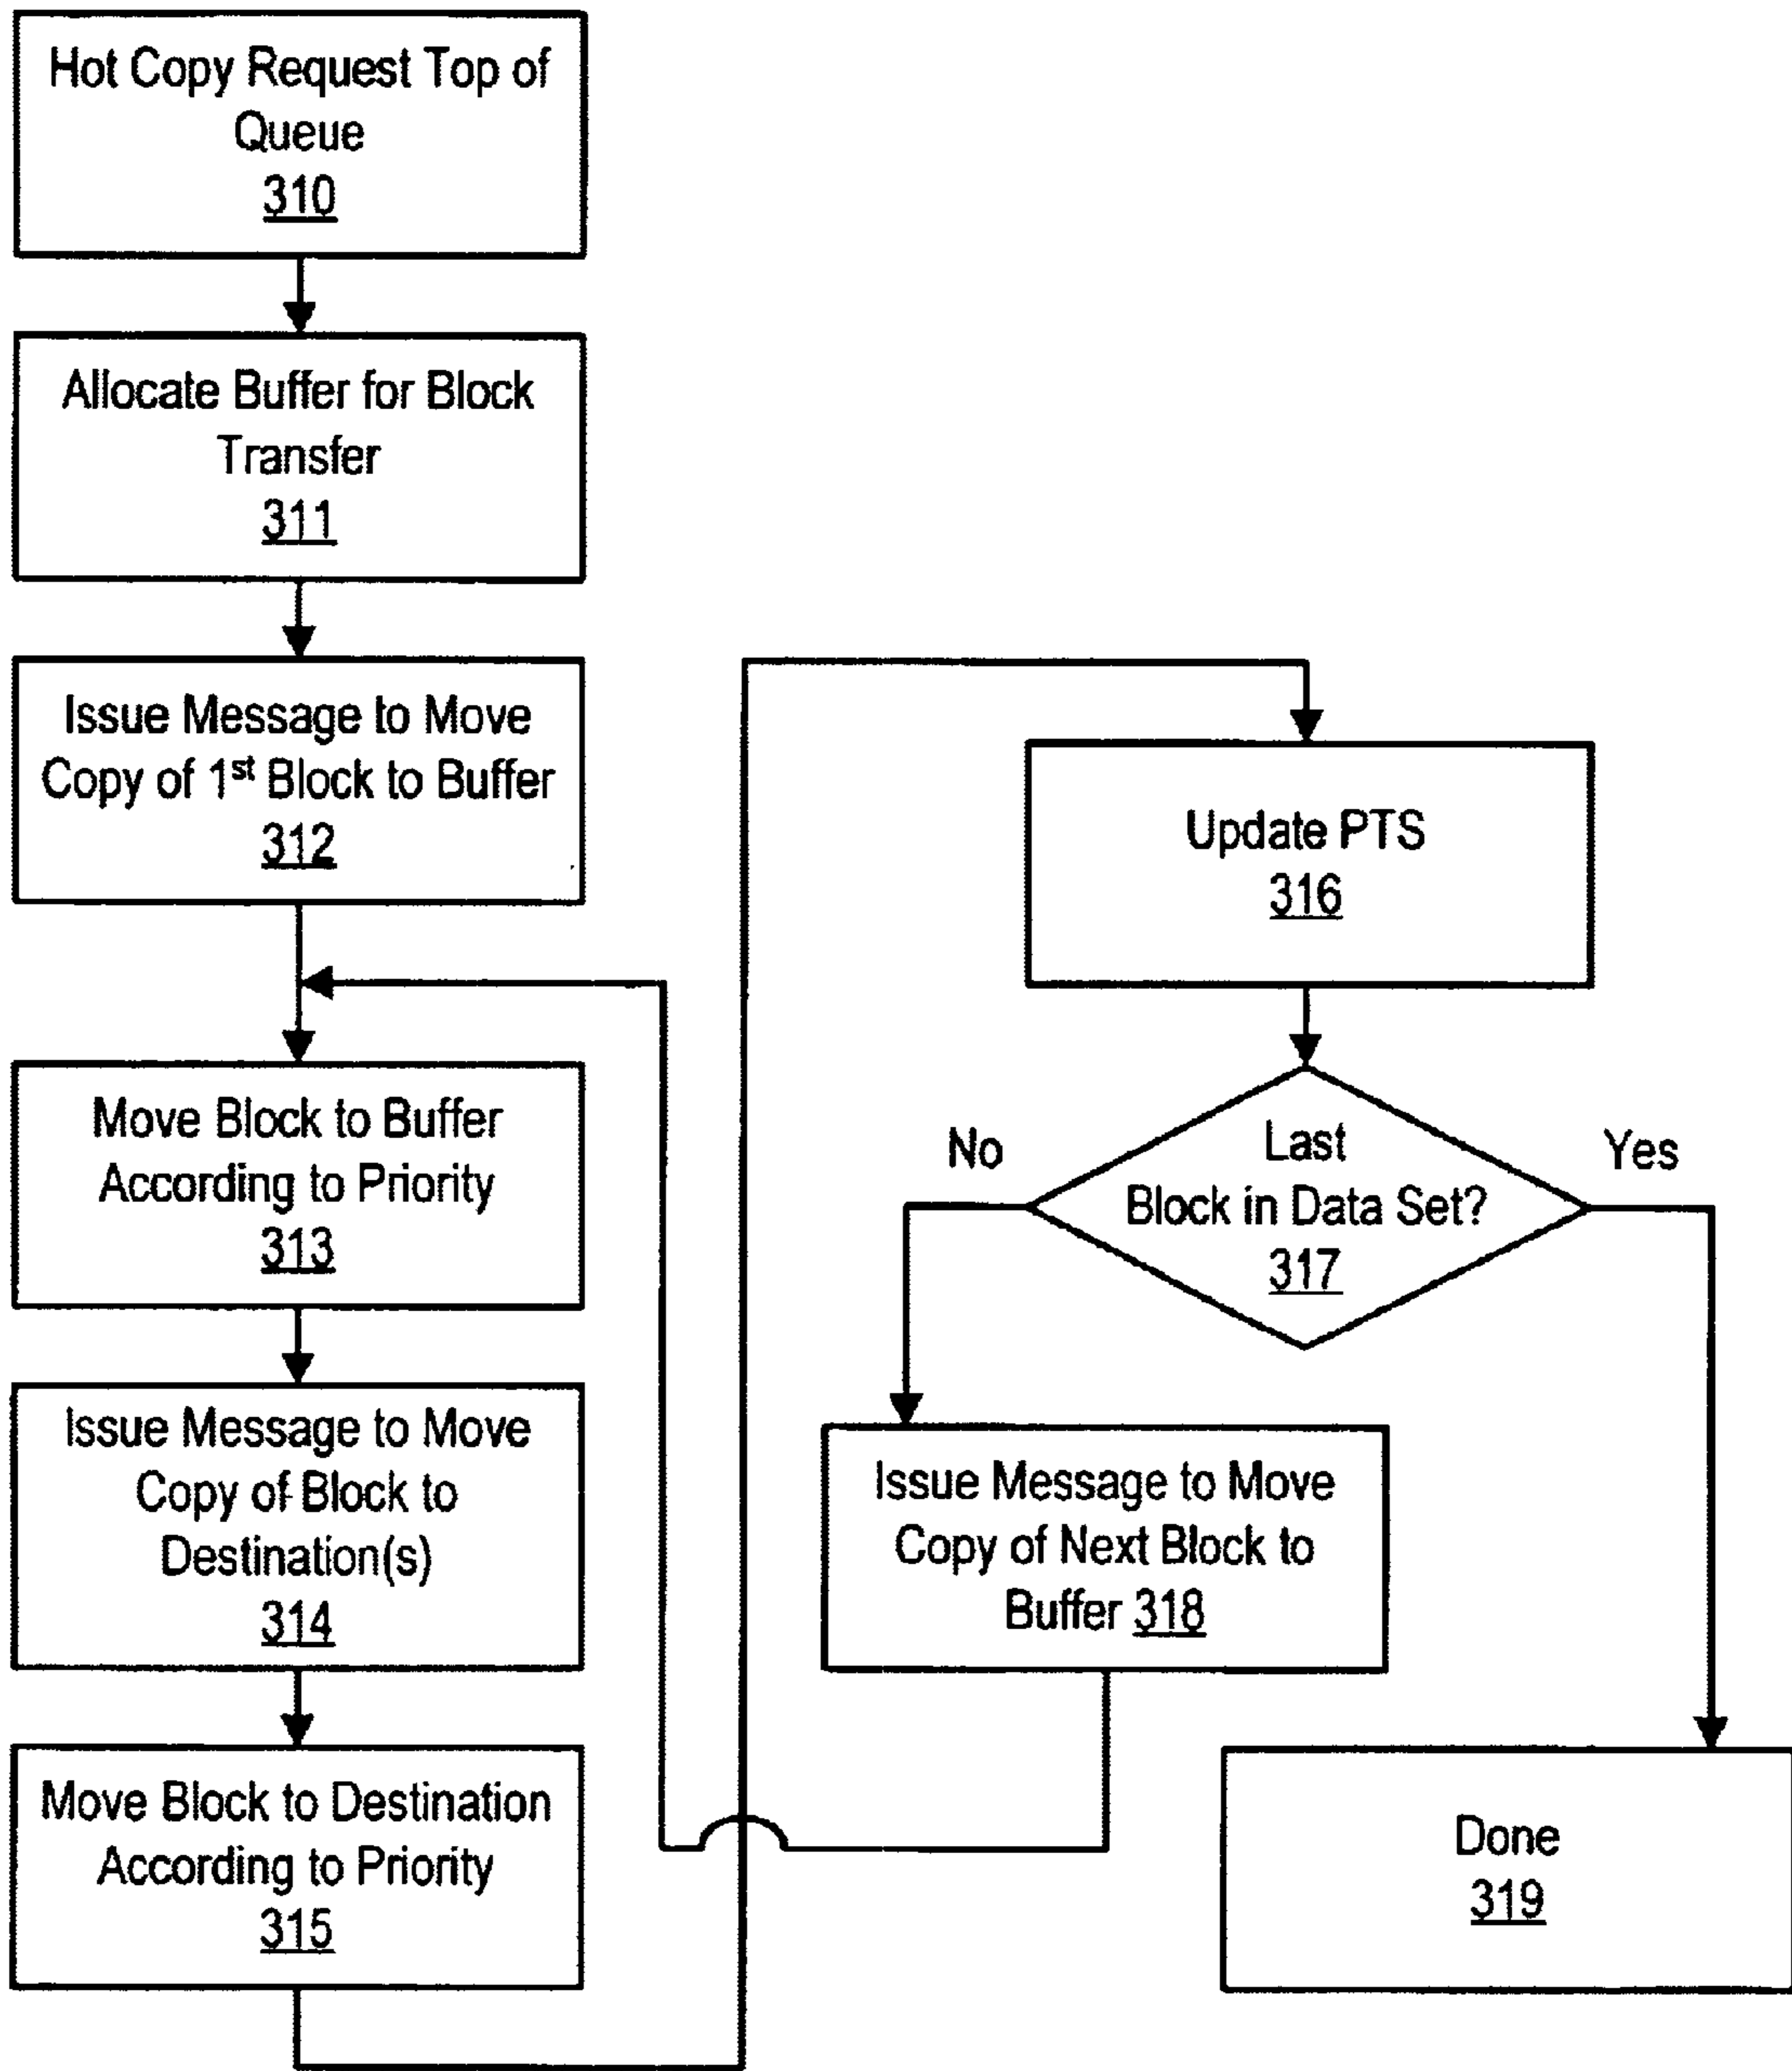 Hot Copy Request Top of
Queue
310
Allocate Buffer for Block
Transfer
311
Issue Message to Move
Copy of 1st Block to Buffer
312
Move Block to Buffer
According to Priority
313
Issue Message to Move
Copy of Block to
Destination(s)
314
Move Block to Destination
According to Priority
315
Update PTS
316
No
Last
Yes
Block in Data Set?
317
Issue Message to Move
Copy of Next Block to
Buffer 318
Done
319